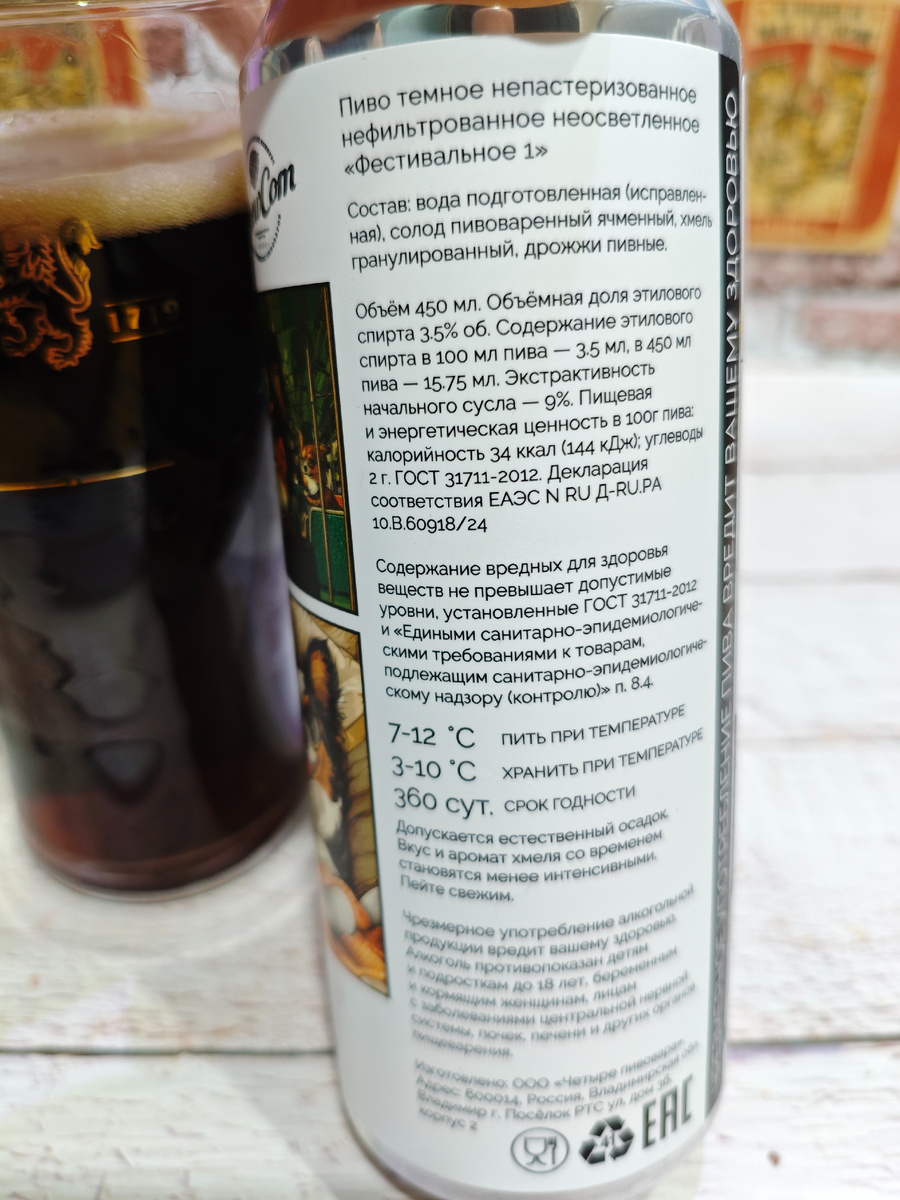 Пиво темное непастеризованное
нефильтрованное неосветленное
«Фестивальное 1»
Состав: вода подготовленная (исправлен-
ная), солод пивоваренный ячменный, хмель
гранулированный, дрожжи пивные.
Объём 450 мл. Объёмная доля этилового
спирта 3.5% об. Содержание этилового
спирта в 100 мл пива — 3.5 мл, в 450 мл
пива — 15.75 мл. Экстрактивность
начального сусла — 9%. Пищевая
и энергетическая ценность в 100г пива:
калорийность 34 ккал (144 кДж); углеводы
2 г. ГОСТ 31711-2012. Декларация
соответствия ЕАЭС N RU Д-RU.РА
10.В.60918/24
Содержание вредных для здоровья
веществ не превышает допустимые
уровни, установленные ГОСТ 31711-2012
и «Едиными санитарно-эпидемиологиче-
скими требованиями к товарам,
подлежащим санитарно-эпидемиологиче-
скому надзору (контролю)» п. 8.4.
7-12 °C ПИТЬ ПРИ ТЕМПЕРАТУРЕ
3-10 °C ХРАНИТЬ ПРИ ТЕМПЕРАТУРЕ
360 сут. СРОК ГОДНОСТИ
Допускается естественный осадок.
Вкус и аромат хмеля со временем
становятся менее интенсивными.
Пейте свежим.
Чрезмерное употребление алкогольной
продукции вредит вашему здоровью.
Алкоголь противопоказан детям
и подросткам до 18 лет, беременным
и кормящим женщинам, лицам
с заболеваниями центральной нервной
системы, почек, печени и других органов
пищеварения.
Изготовлено: ООО «Четыре пивовара»
Адрес: 600014, Россия, Владимирская обл.
Владимир г. Посёлок РТС ул, дом 38,
корпус 2
41
EAC
ПОТРЕБЛЕНИЕ ПИВА ВРЕДИТ ВАШЕМУ ЗДОРОВЬЮ
Com
1719